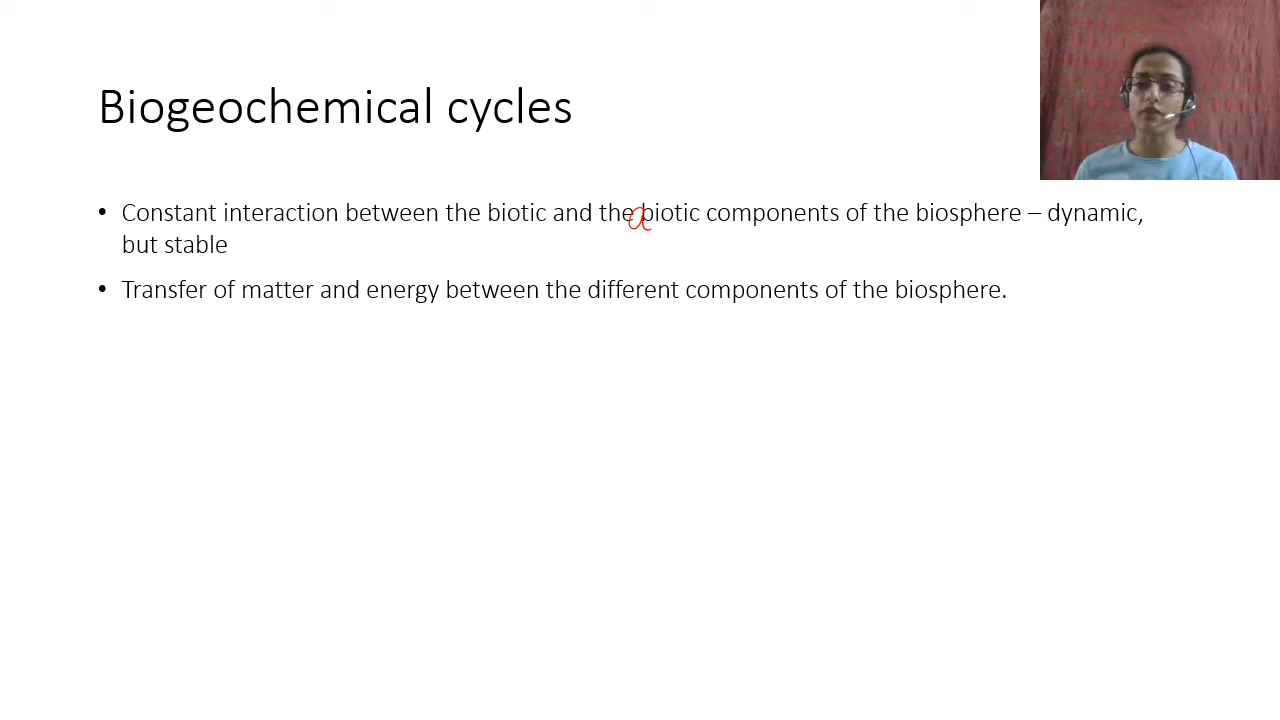 Biogeochemical cycles
• Constant interaction between the biotic and the abiotic components of the biosphere – dynamic,
but stable
• Transfer of matter and energy between the different components of the biosphere.